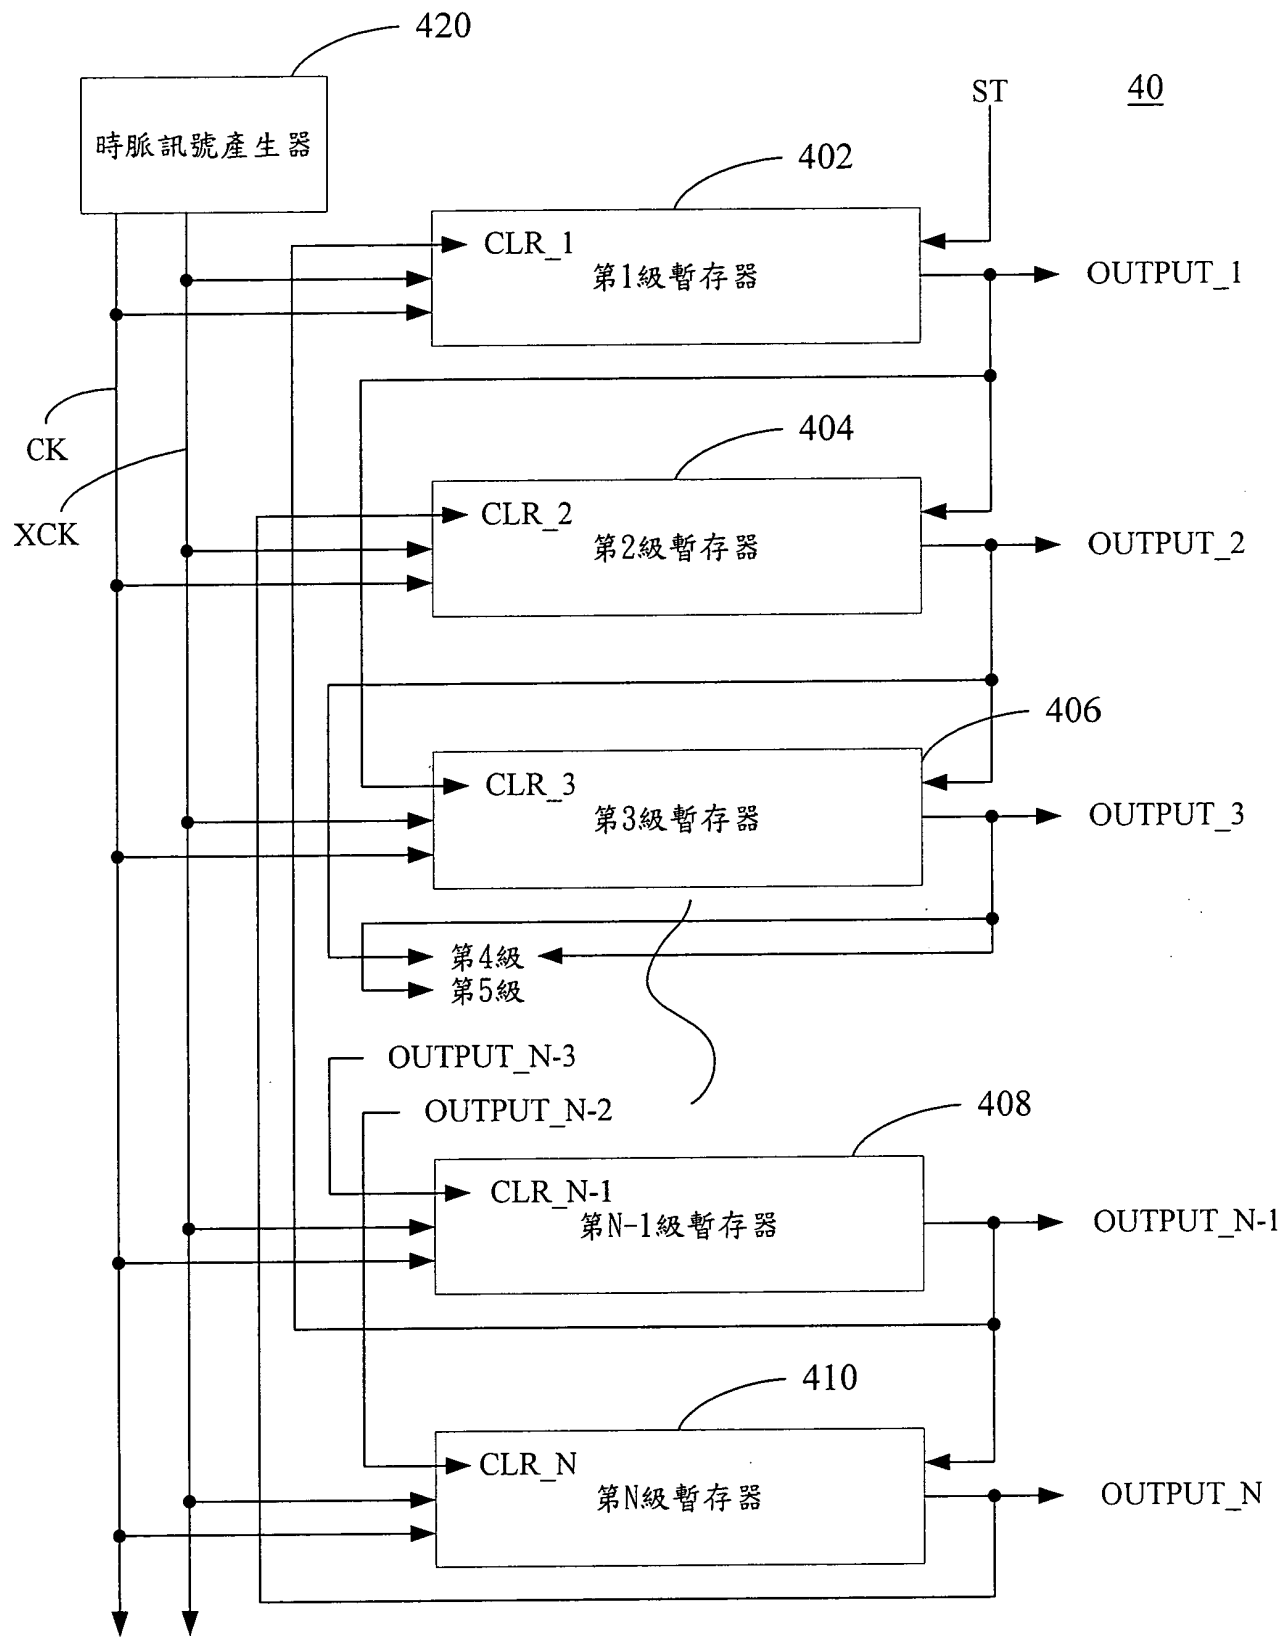 420
時脈訊號產生器
ST
40
402
CLR_1
第1級暫存器
OUTPUT_1
CK
XCK
404
CLR_2
第2級暫存器
OUTPUT_2
406
CLR_3
第3級暫存器
OUTPUT_3
第4級
第5級
OUTPUT_N-3
OUTPUT_N-2
408
CLR_N-1
第N-1級暫存器
OUTPUT_N-1
410
CLR_N
第N級暫存器
OUTPUT_N